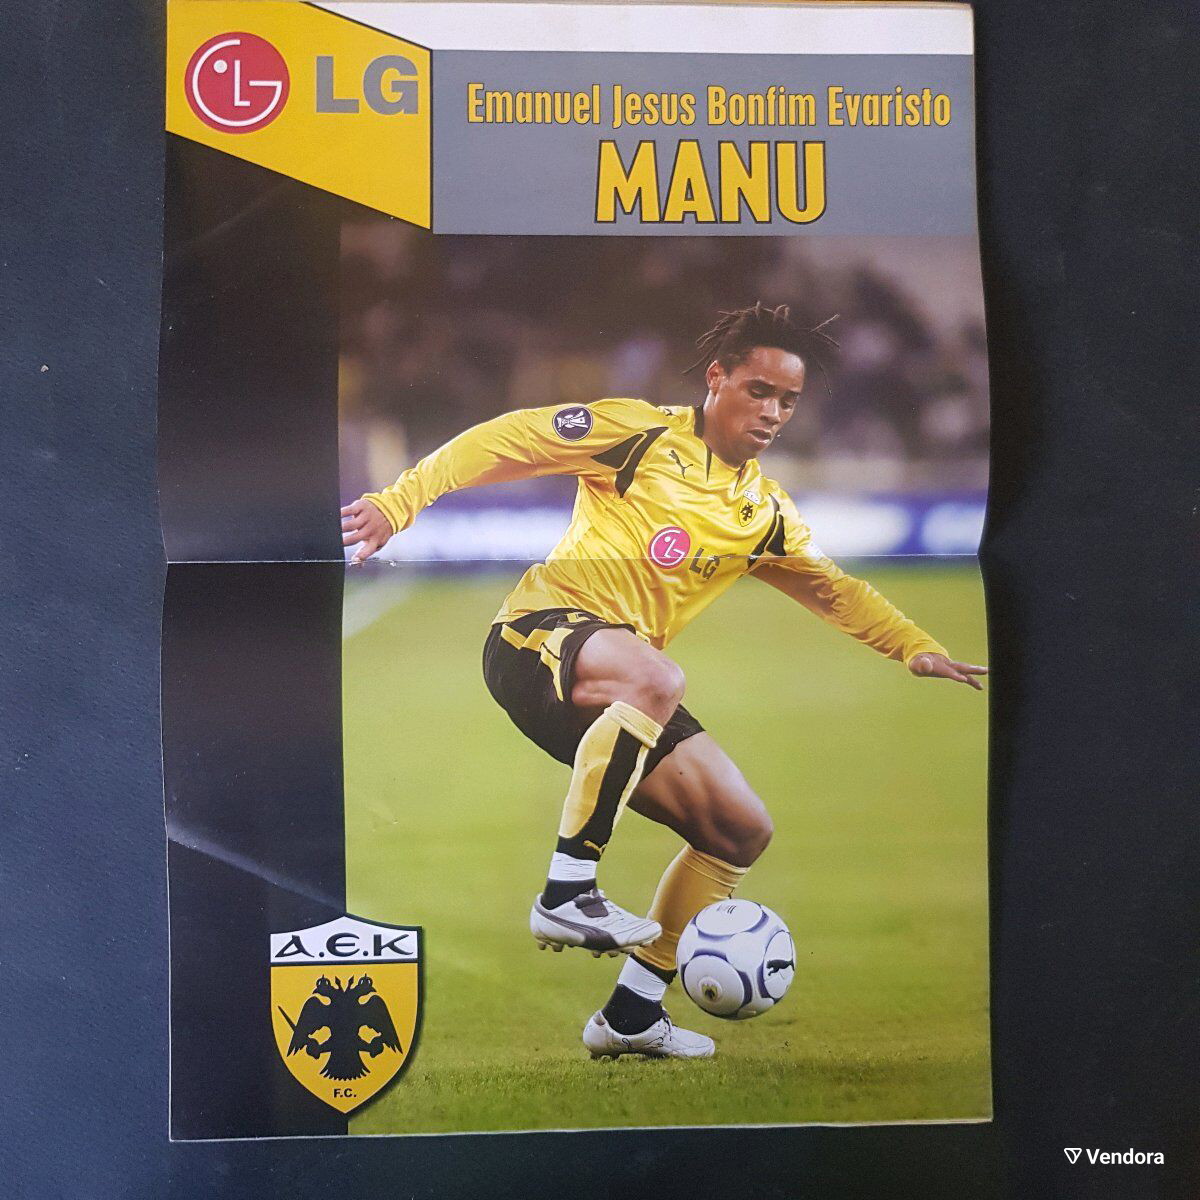 LG
Emanuel Jesus Bonfim Evaristo
MANU
LG
Α.Ε.Κ
F.C.
Vendora